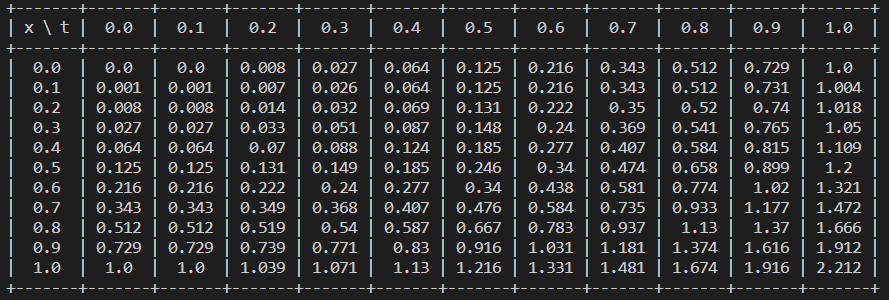 +-------+-------+-------+-------+-------+-------+-------+-------+-------+-------+-------+-------+
| x \ t |  0.0  |  0.1  |  0.2  |  0.3  |  0.4  |  0.5  |  0.6  |  0.7  |  0.8  |  0.9  |  1.0  |
+-------+-------+-------+-------+-------+-------+-------+-------+-------+-------+-------+-------+
|  0.0  |  0.0  |  0.0  | 0.008 | 0.027 | 0.064 | 0.125 | 0.216 | 0.343 | 0.512 | 0.729 |  1.0  |
|  0.1  | 0.001 | 0.001 | 0.007 | 0.026 | 0.064 | 0.125 | 0.216 | 0.343 | 0.512 | 0.731 | 1.004 |
|  0.2  | 0.008 | 0.008 | 0.014 | 0.032 | 0.069 | 0.131 | 0.222 |  0.35 |  0.52 |  0.74 | 1.018 |
|  0.3  | 0.027 | 0.027 | 0.033 | 0.051 | 0.087 | 0.148 |  0.24 | 0.369 | 0.541 | 0.765 |  1.05 |
|  0.4  | 0.064 | 0.064 |  0.07 | 0.088 | 0.124 | 0.185 | 0.277 | 0.407 | 0.584 | 0.815 | 1.109 |
|  0.5  | 0.125 | 0.125 | 0.131 | 0.149 | 0.185 | 0.246 |  0.34 | 0.474 | 0.658 | 0.899 |  1.2  |
|  0.6  | 0.216 | 0.216 | 0.222 |  0.24 | 0.277 |  0.34 | 0.438 | 0.581 | 0.774 |  1.02 | 1.321 |
|  0.7  | 0.343 | 0.343 | 0.349 | 0.368 | 0.407 | 0.476 | 0.584 | 0.735 | 0.933 | 1.177 | 1.472 |
|  0.8  | 0.512 | 0.512 | 0.519 |  0.54 | 0.587 | 0.667 | 0.783 | 0.937 |  1.13 |  1.37 | 1.666 |
|  0.9  | 0.729 | 0.729 | 0.739 | 0.771 |  0.83 | 0.916 | 1.031 | 1.181 | 1.374 | 1.616 | 1.912 |
|  1.0  |  1.0  |  1.0  | 1.039 | 1.071 |  1.13 | 1.216 | 1.331 | 1.481 | 1.674 | 1.916 | 2.212 |
+-------+-------+-------+-------+-------+-------+-------+-------+-------+-------+-------+-------+